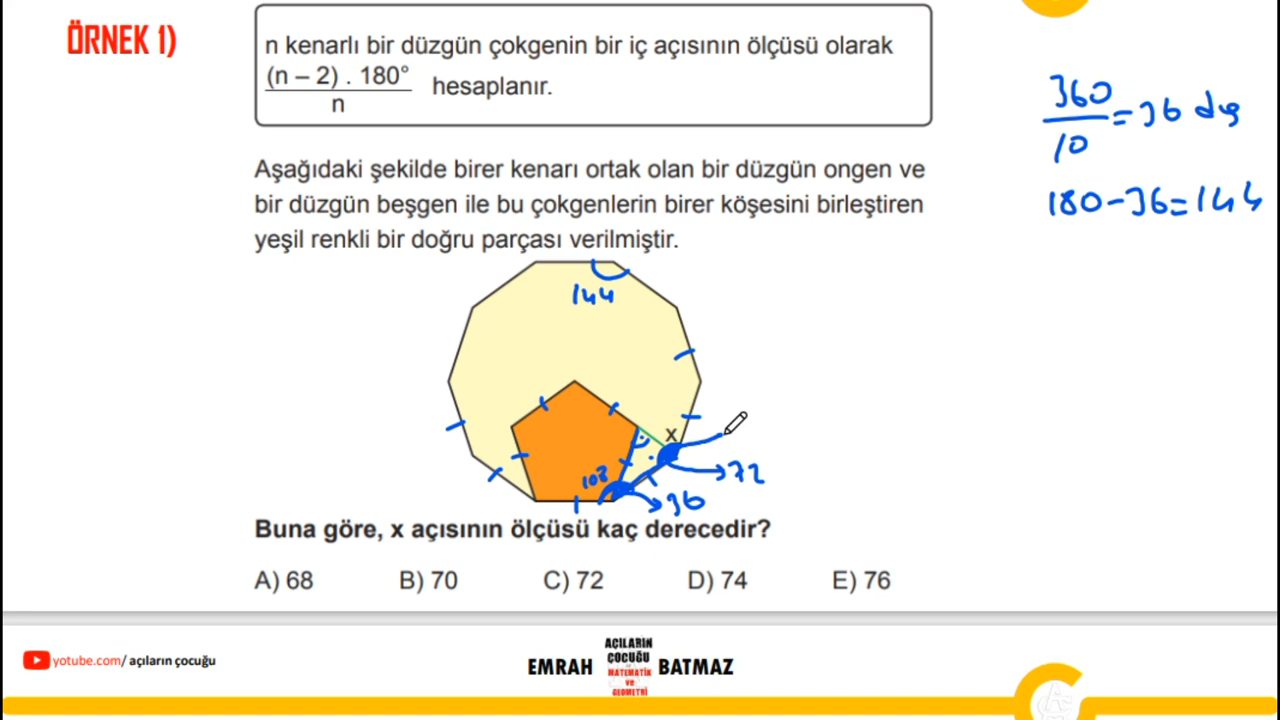 ÖRNEK 1)
n kenarlı bir düzgün çokgenin bir iç açısının ölçüsü olarak
(n – 2) . 180°
n
hesaplanır.
360
10
=36 dış
180-36=144
Aşağıdaki şekilde birer kenarı ortak olan bir düzgün ongen ve
bir düzgün beşgen ile bu çokgenlerin birer köşesini birleştiren
yeşil renkli bir doğru parçası verilmiştir.
144
x
108
72
36
Buna göre, x açısının ölçüsü kaç derecedir?
A) 68 B) 70 C) 72 D) 74 E) 76
yotube.com/ açıların çocuğu
EMRAH
AÇILARIN
ÇOCUĞU
MATEMATİK
ve
GEOMETRİ
BATMAZ